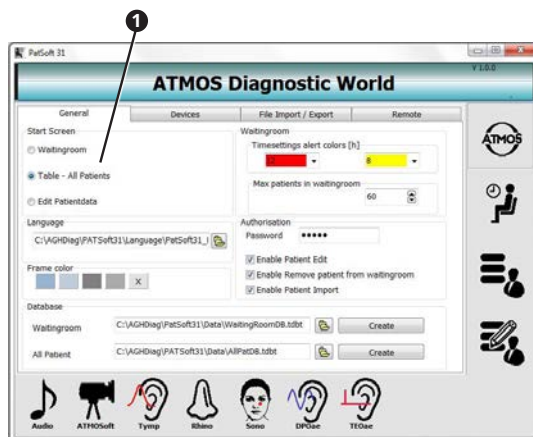 1
PatSoft 31
ATMOS Diagnostic World
V 1.0.0
General Devices File Import / Export Remote
Start Screen
Waitingroom
Table - All Patients
Edit Patientdata
Waitingroom
Timesettings alert colors [h]
12 8
Max patients in waitingroom
60
Language
C:\AGHDiag\PATSoft31\Language\PatSoft31_l
Authorisation
Password •••••
Enable Patient Edit
Enable Remove patient from waitingroom
Enable Patient Import
Frame color
X
Database
Waitingroom C:\AGHDiag\PatSoft31\Data\WaitingRoomDB.tdbt Create
All Patient C:\AGHDiag\PATSoft31\Data\AllPatDB.tdbt Create
ATMOS
Audio ATMOSoft Tymp Rhino Sono DPOae TEOae